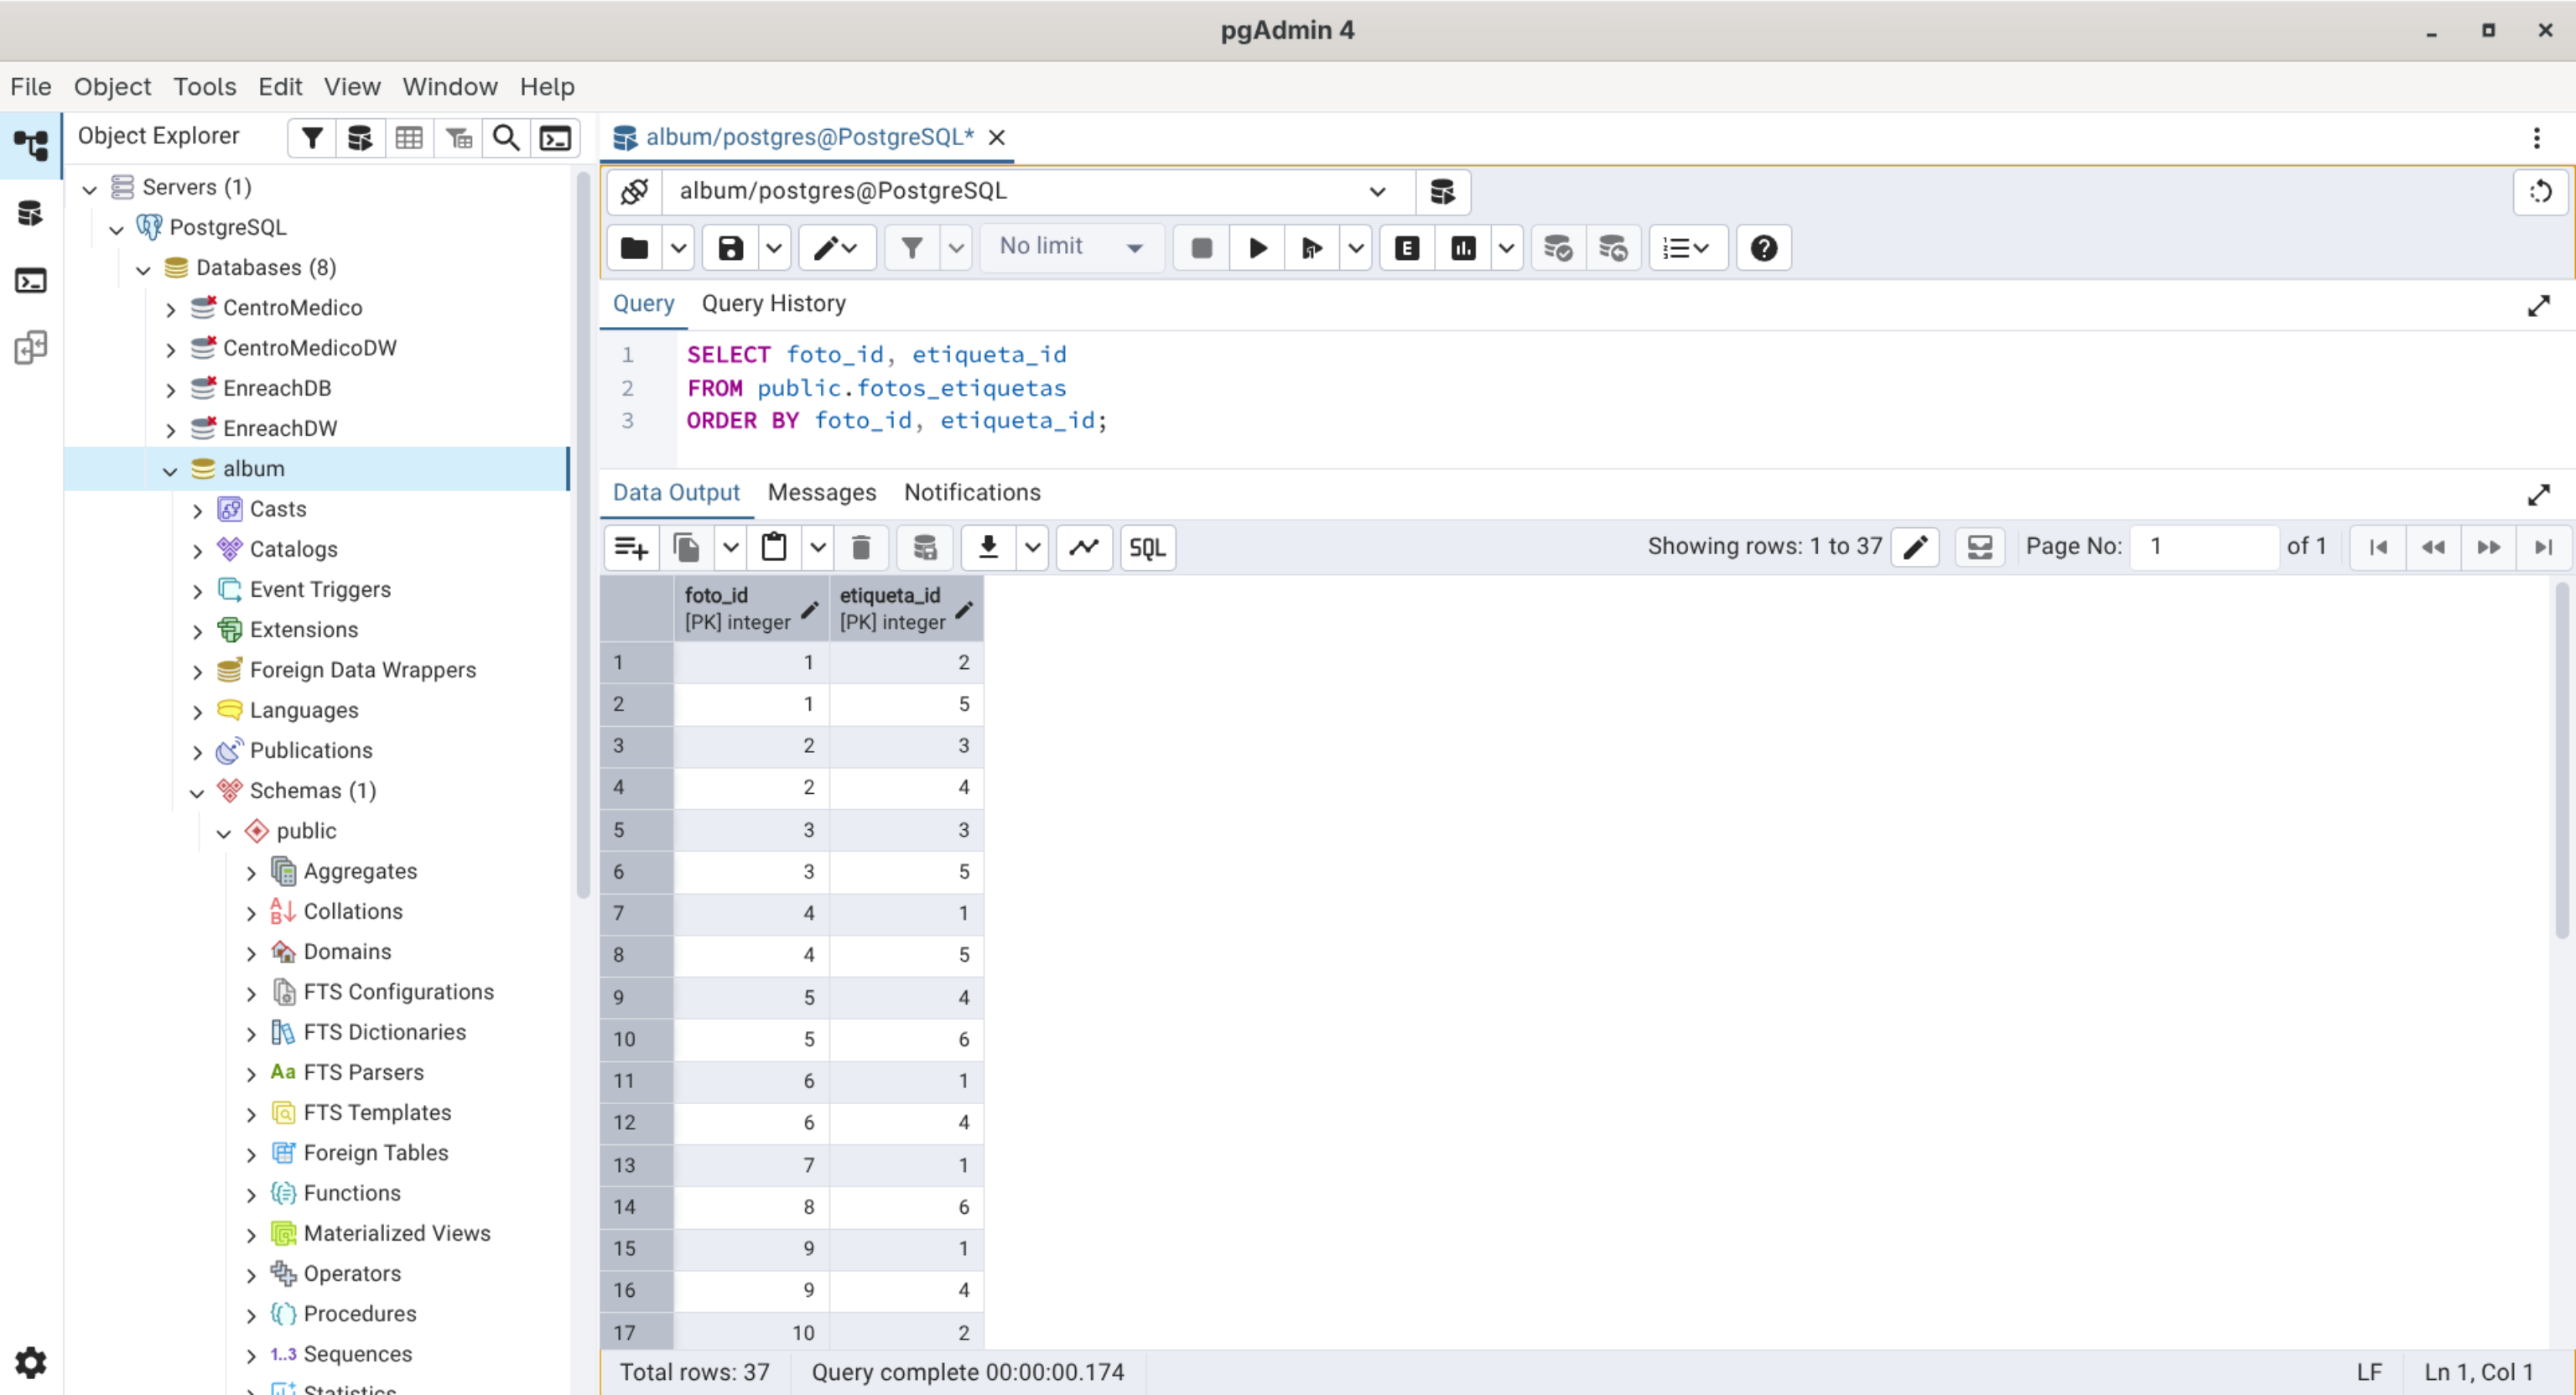 pgAdmin 4
File Object Tools Edit View Window Help
Object Explorer
Servers (1)
PostgreSQL
Databases (8)
CentroMedico
CentroMedicoDW
EnreachDB
EnreachDW
album
Casts
Catalogs
Event Triggers
Extensions
Foreign Data Wrappers
Languages
Publications
Schemas (1)
public
Aggregates
Collations
Domains
FTS Configurations
FTS Dictionaries
Aa FTS Parsers
FTS Templates
Foreign Tables
Functions
Materialized Views
Operators
Procedures
1..3 Sequences
Statistics
album/postgres@PostgreSQL*
album/postgres@PostgreSQL
No limit
E
Query Query History
1 SELECT foto_id, etiqueta_id
2 FROM public.fotos_etiquetas
3 ORDER BY foto_id, etiqueta_id;
Data Output Messages Notifications
SQL Showing rows: 1 to 37 Page No: 1 of 1
foto_id etiqueta_id
[PK] integer [PK] integer
1 1 2
2 1 5
3 2 3
4 2 4
5 3 3
6 3 5
7 4 1
8 4 5
9 5 4
10 5 6
11 6 1
12 6 4
13 7 1
14 8 6
15 9 1
16 9 4
17 10 2
Total rows: 37 Query complete 00:00:00.174 LF Ln 1, Col 1